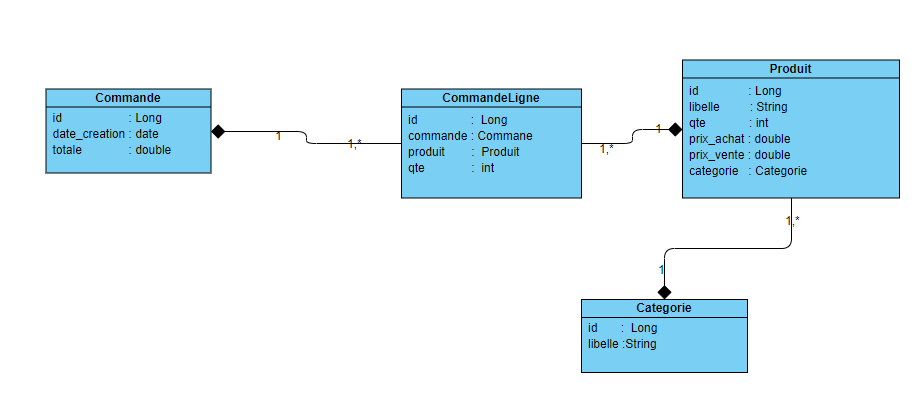 Commande
id : Long
date_creation : date
totale : double
1
1,*
CommandeLigne
id : Long
commande : Commane
produit : Produit
qte : int
1,*
1
Produit
id : Long
libelle : String
qte : int
prix_achat : double
prix_vente : double
categorie : Categorie
1,*
1
Categorie
id : Long
libelle :String